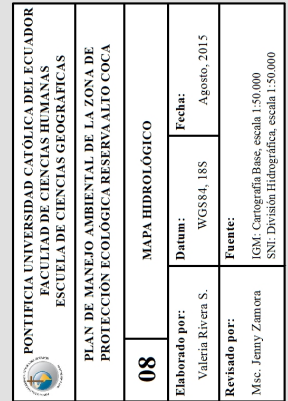 PONTIFICIA UNIVERSIDAD CATÓLICA DEL ECUADOR
FACULTAD DE CIENCIAS HUMANAS
ESCUELA DE CIENCIAS GEOGRÁFICAS
PLAN DE MANEJO AMBIENTAL DE LA ZONA DE
PROTECCIÓN ECOLÓGICA RESERVA ALTO COCA
08
MAPA HIDROLÓGICO
Elaborado por:
Valeria Rivera S.
Datum:
WGS84, 18S
Fecha:
Agosto, 2015
Revisado por:
Msc. Jenny Zamora
Fuente:
IGM: Cartografía Base, escala 1:50.000
SNI: División Hidrográfica, escala 1:50.000